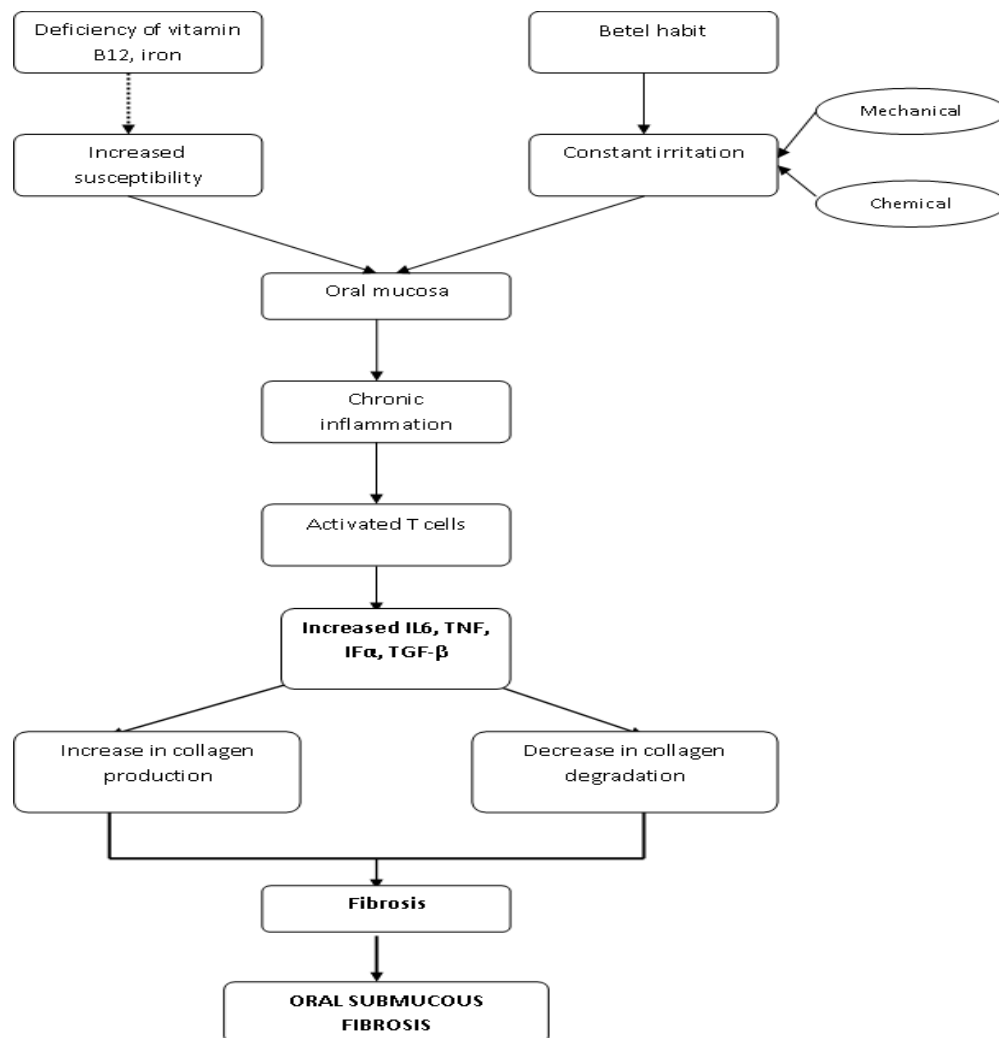 Deficiency of vitamin
B12, iron
Betel habit
Mechanical
Increased
susceptibility
Constant irritation
Chemical
Oral mucosa
Chronic
inflammation
Activated T cells
Increased IL6, TNF,
IFα, TGF-β
Increase in collagen
production
Decrease in collagen
degradation
Fibrosis
ORAL SUBMUCOUS
FIBROSIS